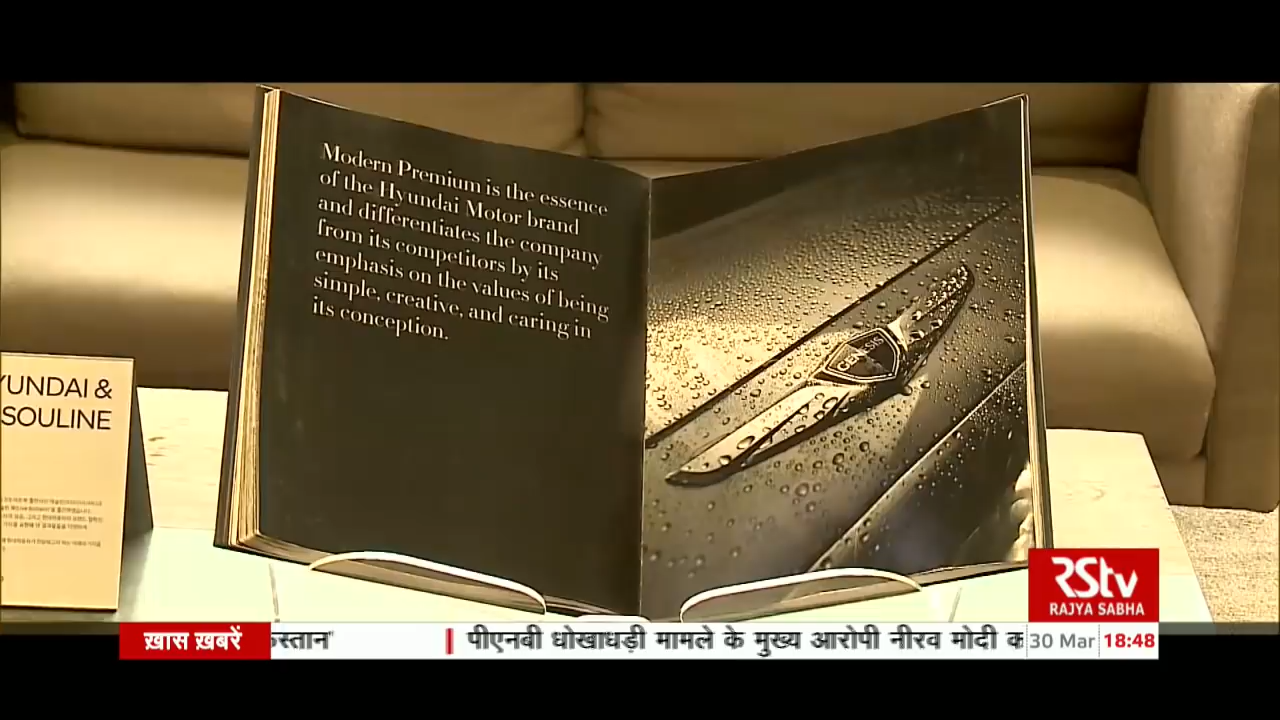 Modern Premium is the essence
of the Hyundai Motor brand
and differentiates the company
from its competitors by its
emphasis on the values of being
simple, creative, and caring in
its conception.
GENESIS
YUNDAI &
SOULINE
RSTV
RAJYA SABHA
ख़ास ख़बरें
कस्तान" | पीएनबी धोखाधड़ी मामले के मुख्य आरोपी नीरव मोदी क
30 Mar 18:48